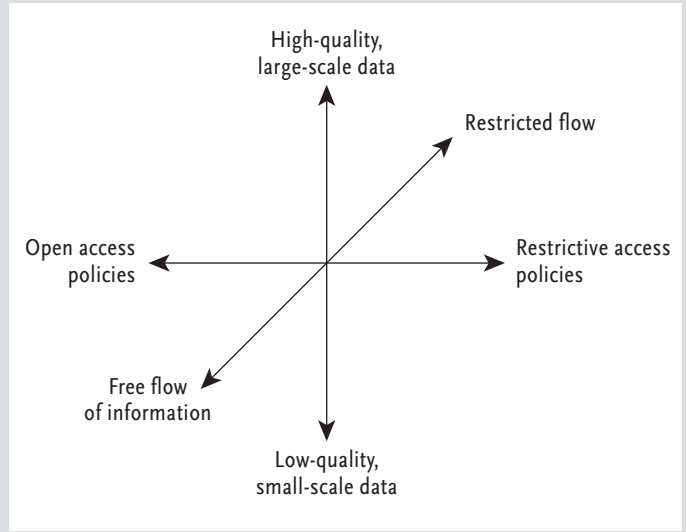 High-quality,
large-scale data
Restricted flow
Open access
policies
Restrictive access
policies
Free flow
of information
Low-quality,
small-scale data